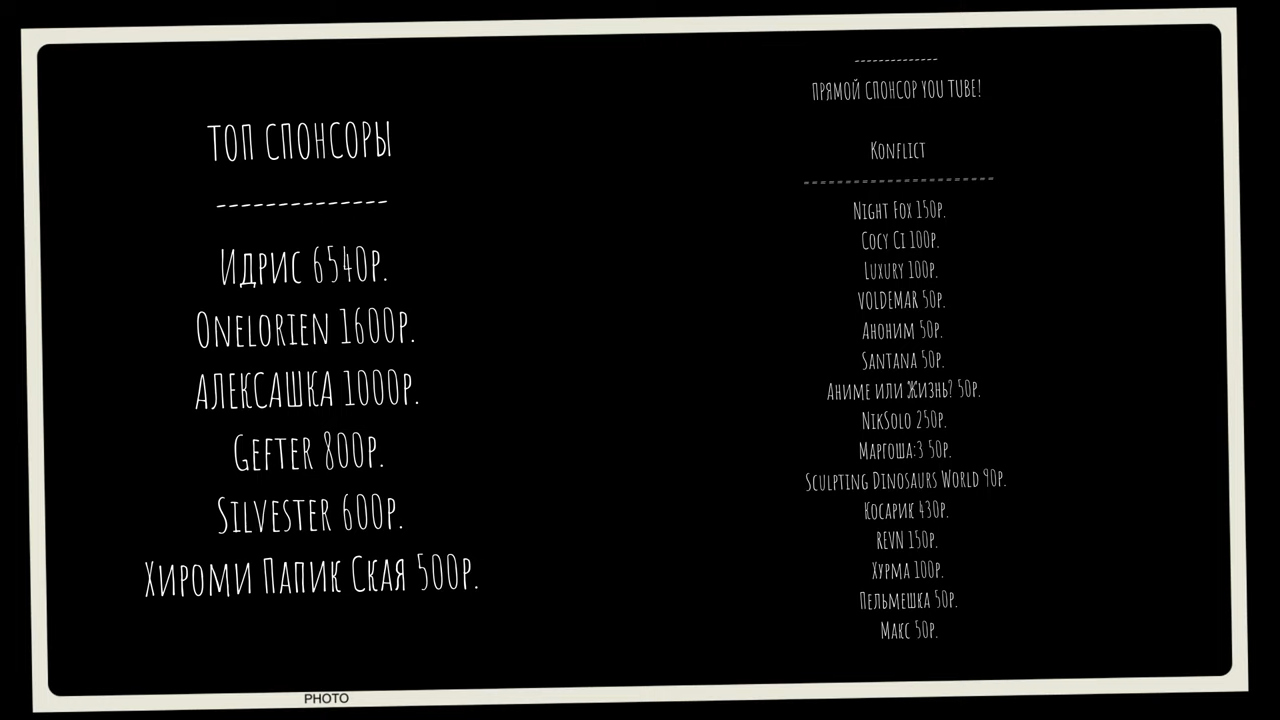 ТОП СПОНСОРЫ
--------------
Идрис 6540р.
Onelorien 1600р.
АЛЕКСАШКА 1000р.
Gefter 800р.
Silvester 600р.
Хироми Папик Ская 500р.
--------------
ПРЯМОЙ СПОНСОР YOU TUBE!
Konflict
----------------------
Night Fox 150р.
Cocy Ci 100р.
Luxury 100р.
VOLDEMAR 50р.
Аноним 50р.
Santana 50р.
Аниме или Жизнь? 50р.
NikSolo 250р.
Маргоша:3 50р.
Sculpting Dinosaurs World 90р.
Косарик 430р.
REVN 150р.
Хурма 100р.
Пельмешка 50р.
Макс 50р.
PHOTO